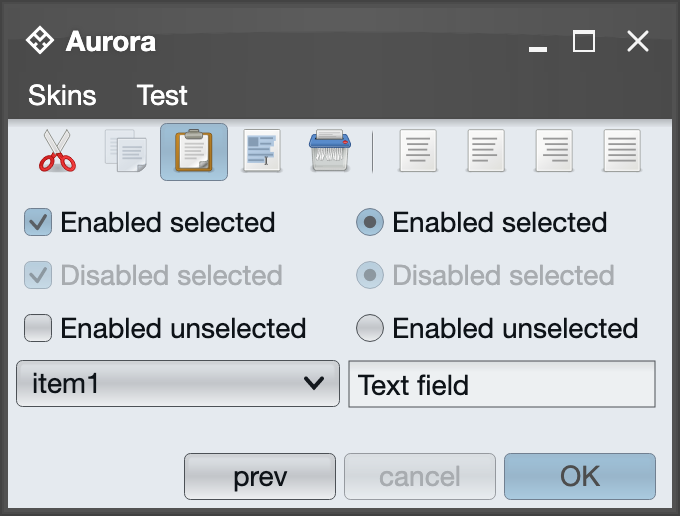 Aurora
Skins Test
Enabled selected Enabled selected
Disabled selected Disabled selected
Enabled unselected Enabled unselected
item1 Text field
prev cancel OK